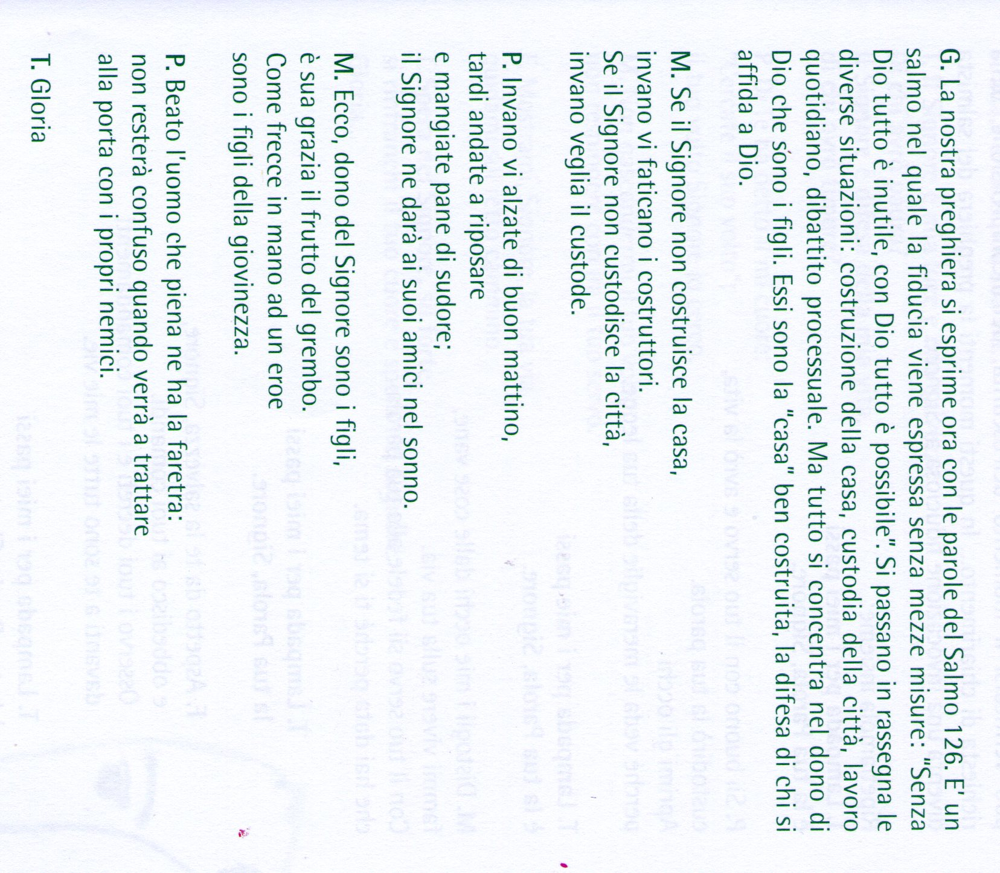 G. La nostra preghiera si esprime ora con le parole del Salmo 126. E' un
salmo nel quale la fiducia viene espressa senza mezze misure: "Senza
Dio tutto è inutile, con Dio tutto è possibile". Si passano in rassegna le
diverse situazioni: costruzione della casa, custodia della città, lavoro
quotidiano, dibattito processuale. Ma tutto si concentra nel dono di
Dio che sono i figli. Essi sono la "casa" ben costruita, la difesa di chi si
affida a Dio.
M. Se il Signore non costruisce la casa,
invano vi faticano i costruttori.
Se il Signore non custodisce la città,
invano veglia il custode.
P. Invano vi alzate di buon mattino,
tardi andate a riposare
e mangiate pane di sudore;
il Signore ne darà ai suoi amici nel sonno.
M. Ecco, dono del Signore sono i figli,
è sua grazia il frutto del grembo.
Come frecce in mano ad un eroe
sono i figli della giovinezza.
P. Beato l'uomo che piena ne ha la faretra:
non resterà confuso quando verrà a trattare
alla porta con i propri nemici.
T. Gloria